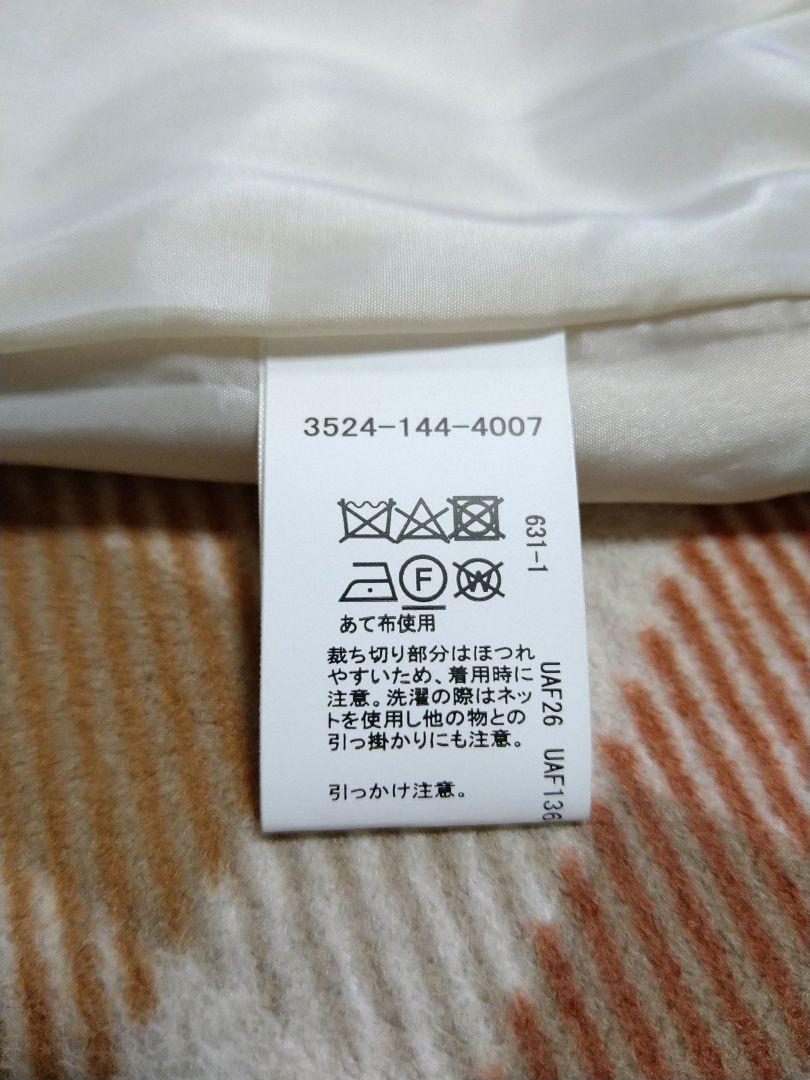 3524-144-4007
631-1
F
W
あて布使用
裁ち切り部分はほつれ
やすいため、着用時に
注意。洗濯の際はネッ
トを使用し他の物との
引っ掛かりにも注意。
引っかけ注意。
UAF26 UAF136